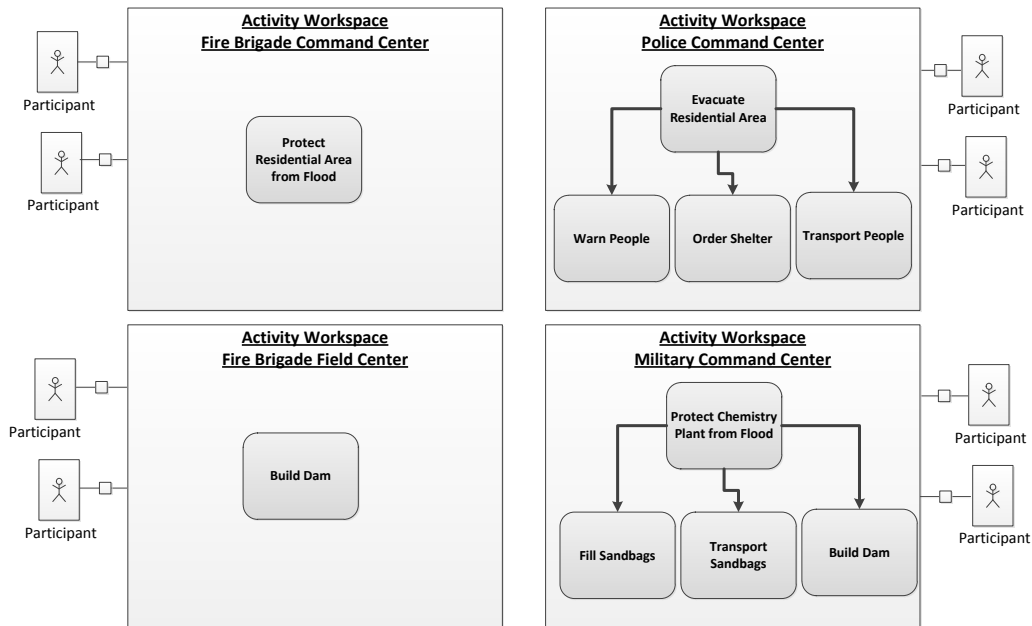 Activity Workspace
Fire Brigade Command Center
Participant
Participant
Protect
Residential Area
from Flood
Activity Workspace
Police Command Center
Evacuate
Residential Area
Warn People
Order Shelter
Transport People
Participant
Participant
Activity Workspace
Fire Brigade Field Center
Participant
Participant
Build Dam
Activity Workspace
Military Command Center
Protect Chemistry
Plant from Flood
Fill Sandbags
Transport
Sandbags
Build Dam
Participant
Participant